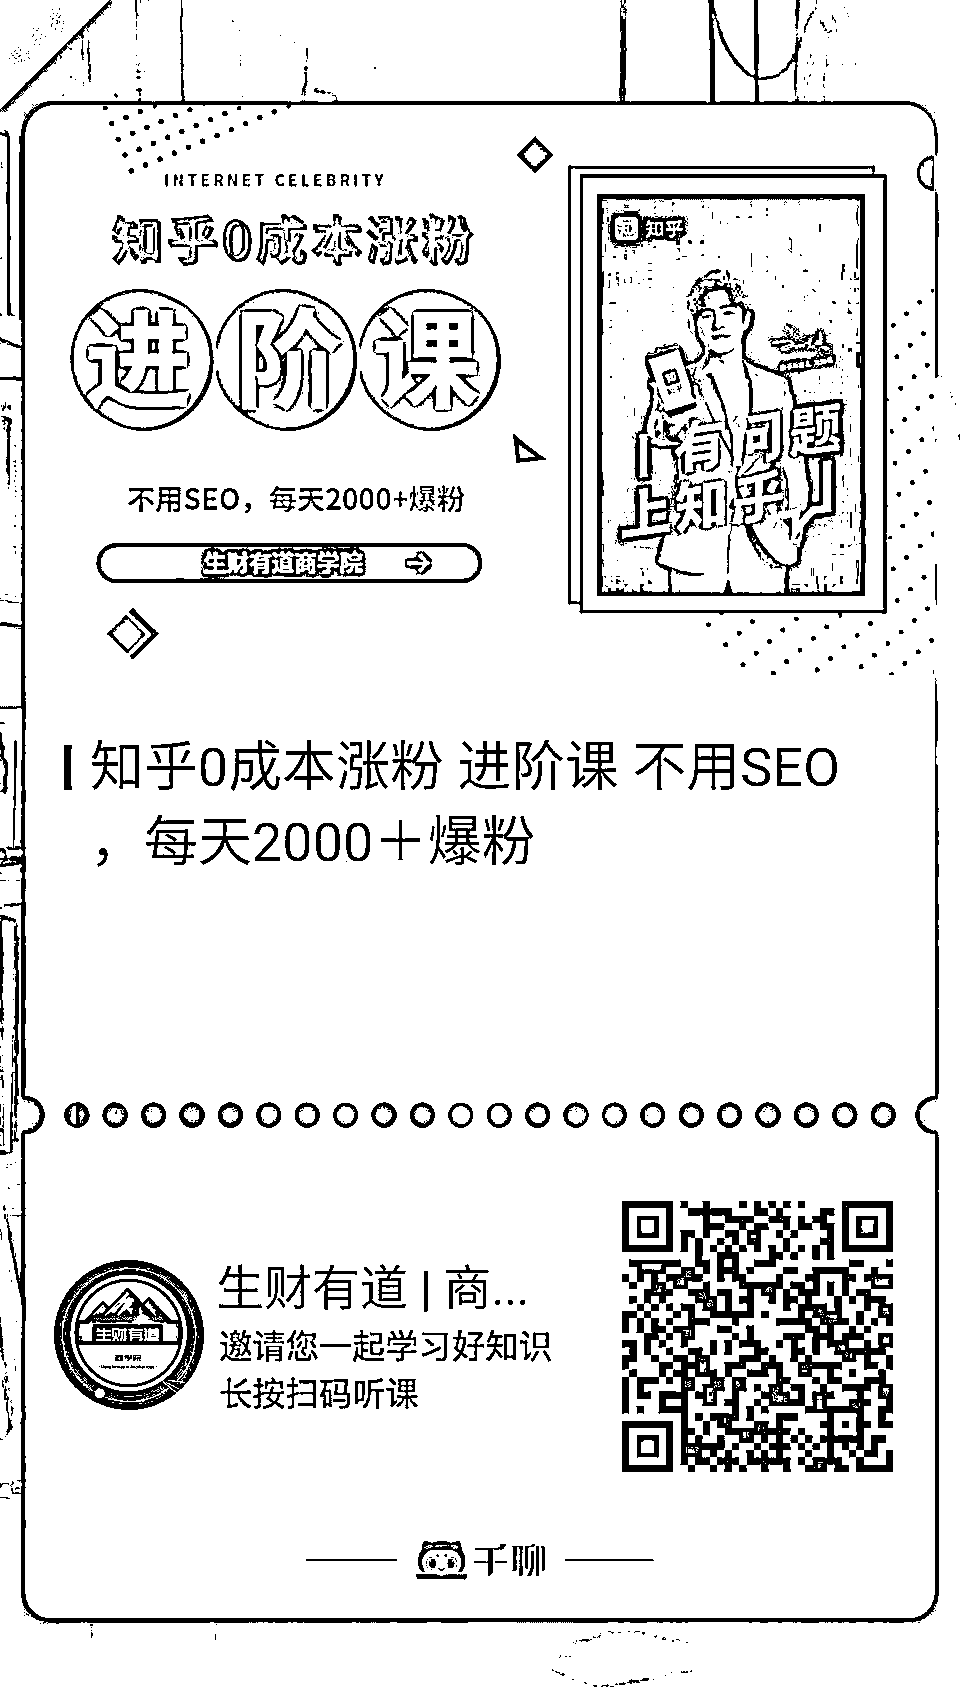 INTERNET CELEBRITY
知乎0成本涨粉
进阶课
不用SEO，每天2000+爆粉
生财有道商学院
知乎
有问题
上知乎
知乎0成本涨粉 进阶课 不用SEO
，每天2000＋爆粉
生财有道 | 商...
邀请您一起学习好知识
长按扫码听课
生财有道
商学院
千聊